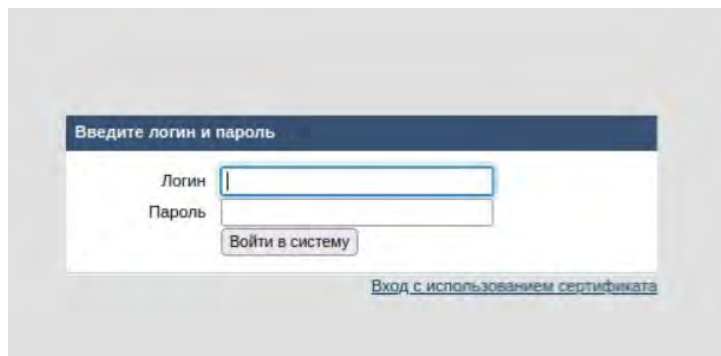 Введите логин и пароль
Логин
Пароль
Войти в систему
Вход с использованием сертификата